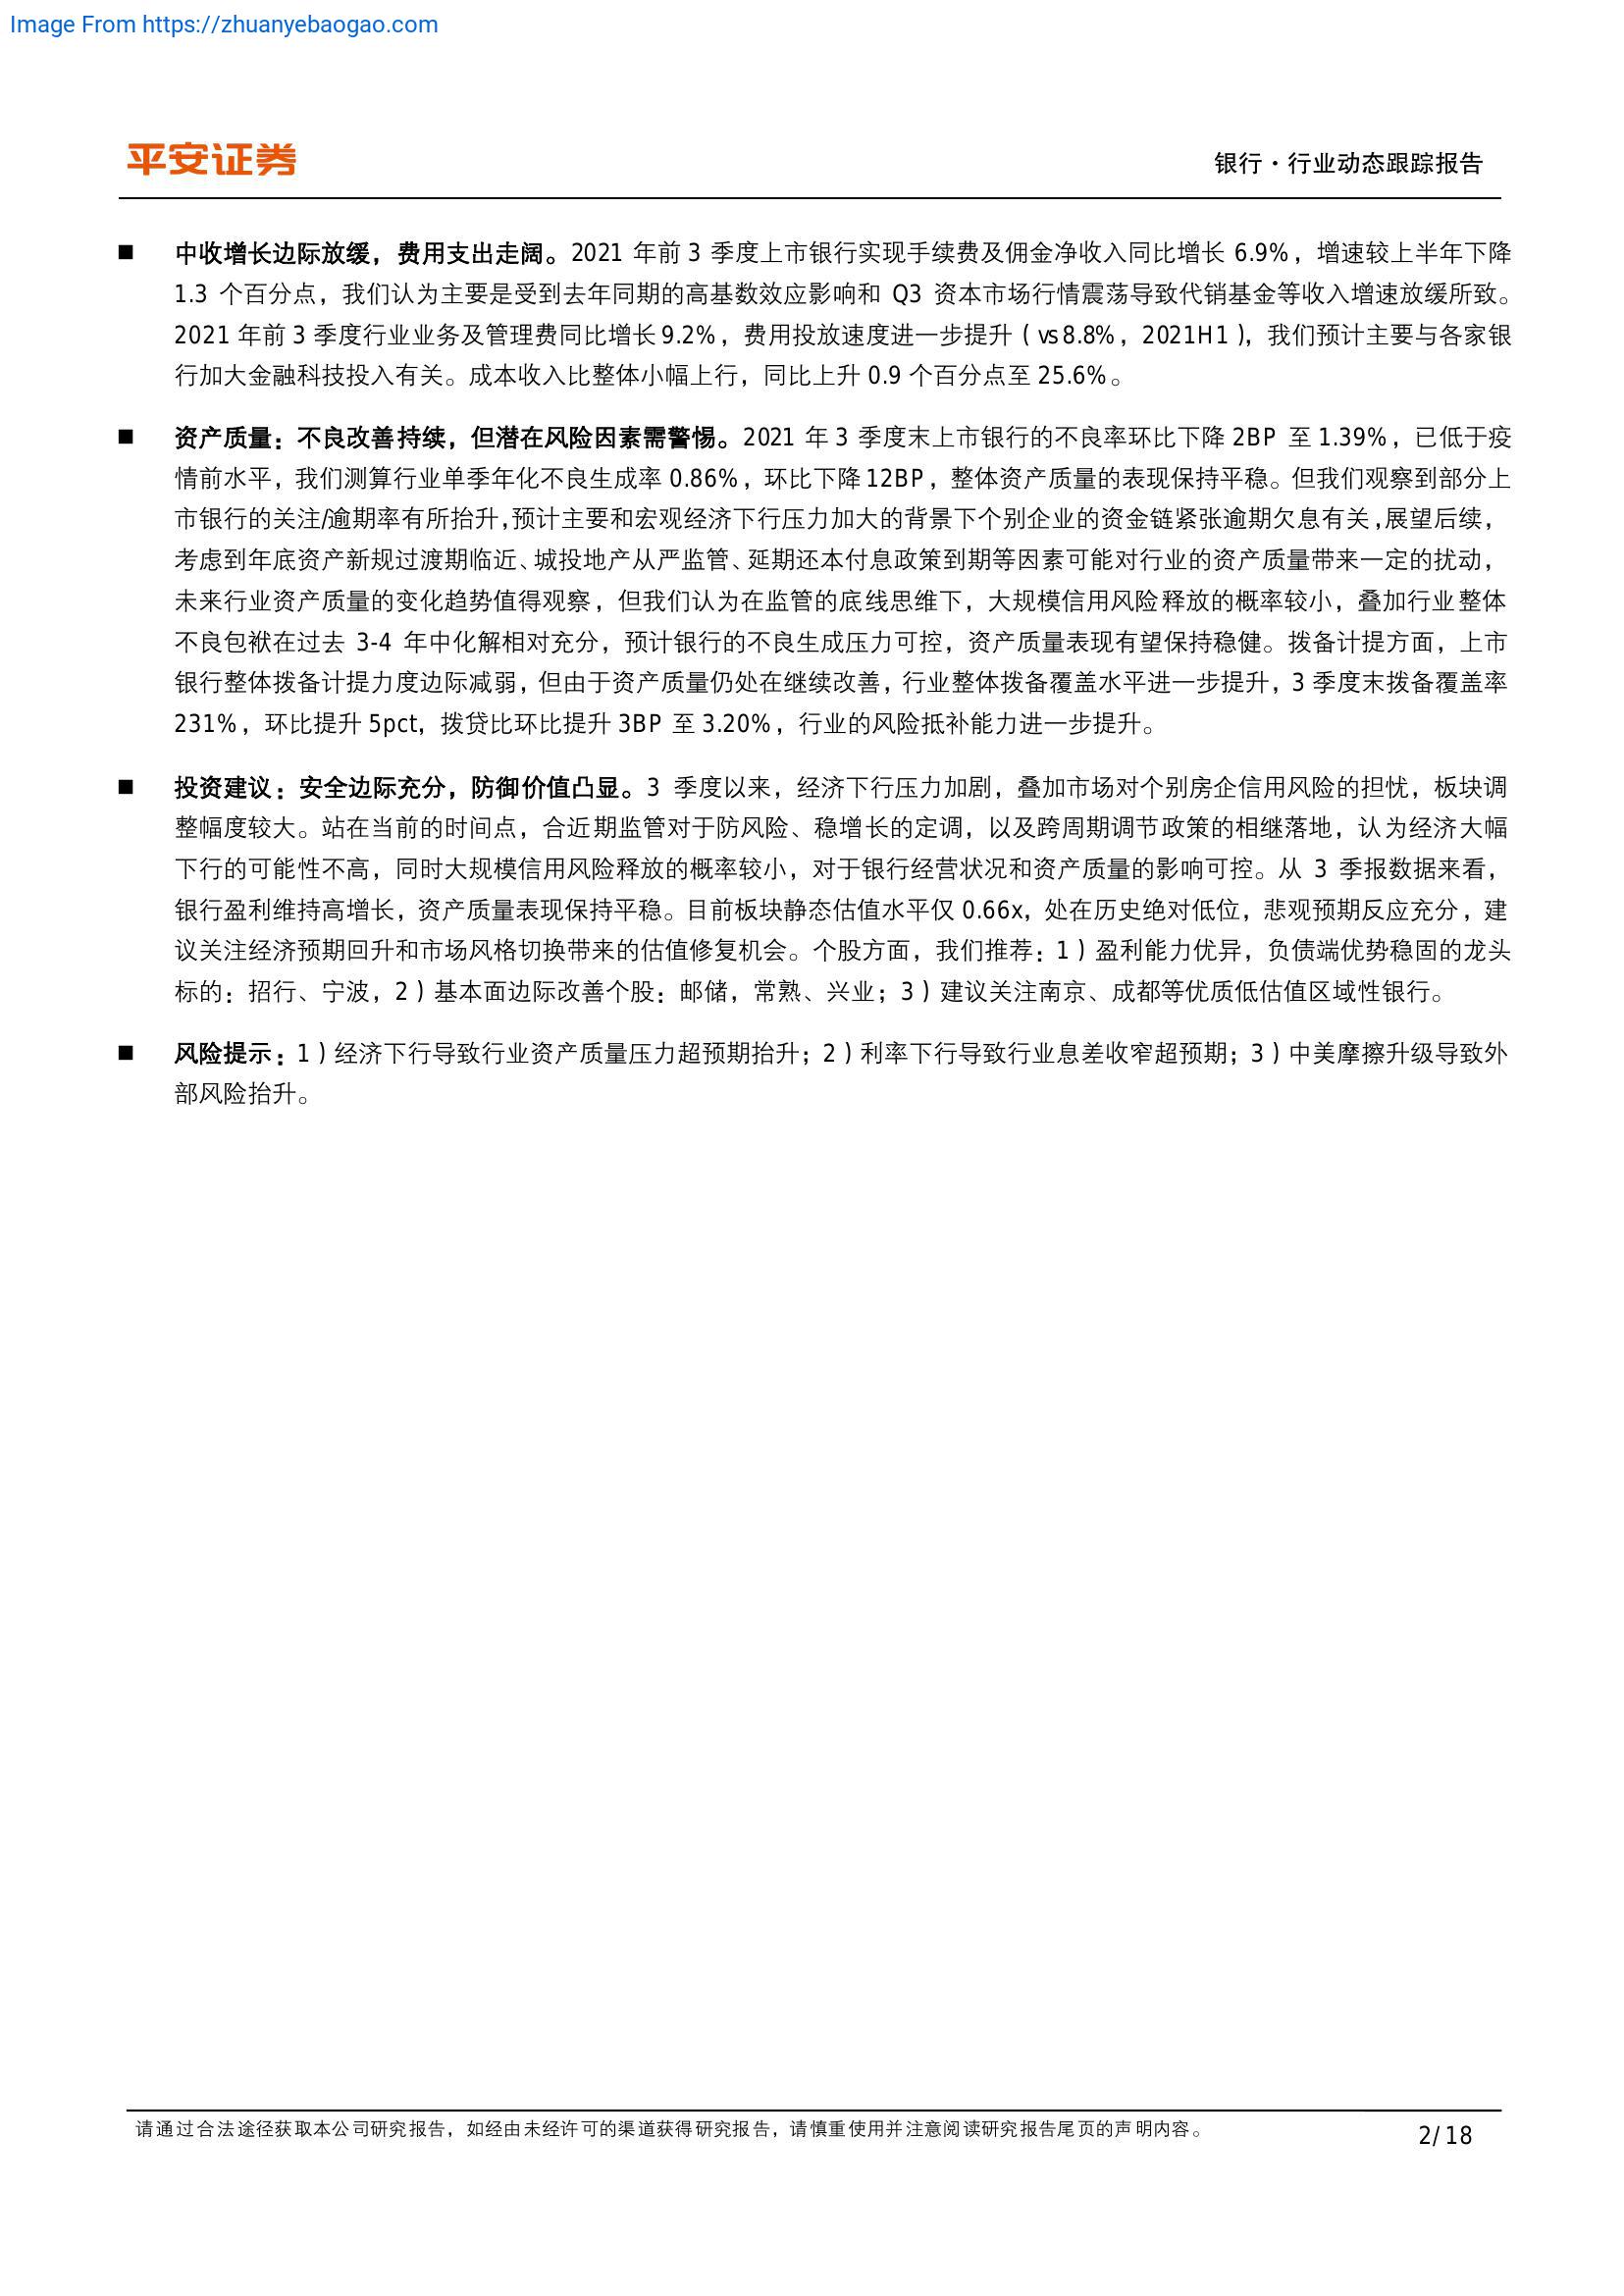 Image From https://zhuanyebaogao.com
平安证券
银行·行业动态跟踪报告
■ 中收增长边际放缓，费用支出走阔。2021 年前 3 季度上市银行实现手续费及佣金净收入同比增长 6.9%，增速较上半年下降
1.3 个百分点，我们认为主要是受到去年同期的高基数效应影响和 Q3 资本市场行情震荡导致代销基金等收入增速放缓所致。
2021 年前 3 季度行业业务及管理费同比增长 9.2%，费用投放速度进一步提升（vs8.8%，2021H1），我们预计主要与各家银
行加大金融科技投入有关。成本收入比整体小幅上行，同比上升 0.9 个百分点至 25.6%。
■ 资产质量：不良改善持续，但潜在风险因素需警惕。2021 年 3 季度末上市银行的不良率环比下降 2BP 至 1.39%，已低于疫
情前水平，我们测算行业单季年化不良生成率 0.86%，环比下降 12BP，整体资产质量的表现保持平稳。但我们观察到部分上
市银行的关注/逾期率有所抬升，预计主要和宏观经济下行压力加大的背景下个别企业的资金链紧张逾期欠息有关，展望后续，
考虑到年底资产新规过渡期临近、城投地产从严监管、延期还本付息政策到期等因素可能对行业的资产质量带来一定的扰动，
未来行业资产质量的变化趋势值得观察，但我们认为在监管的底线思维下，大规模信用风险释放的概率较小，叠加行业整体
不良包袱在过去 3-4 年中化解相对充分，预计银行的不良生成压力可控，资产质量表现有望保持稳健。拨备计提方面，上市
银行整体拨备计提力度边际减弱，但由于资产质量仍处在继续改善，行业整体拨备覆盖水平进一步提升，3 季度末拨备覆盖率
231%，环比提升 5pct，拨贷比环比提升 3BP 至 3.20%，行业的风险抵补能力进一步提升。
■ 投资建议：安全边际充分，防御价值凸显。3 季度以来，经济下行压力加剧，叠加市场对个别房企信用风险的担忧，板块调
整幅度较大。站在当前的时间点，合近期监管对于防风险、稳增长的定调，以及跨周期调节政策的相继落地，认为经济大幅
下行的可能性不高，同时大规模信用风险释放的概率较小，对于银行经营状况和资产质量的影响可控。从 3 季报数据来看，
银行盈利维持高增长，资产质量表现保持平稳。目前板块静态估值水平仅 0.66x，处在历史绝对低位，悲观预期反应充分，建
议关注经济预期回升和市场风格切换带来的估值修复机会。个股方面，我们推荐：1）盈利能力优异，负债端优势稳固的龙头
标的：招行、宁波，2）基本面边际改善个股：邮储，常熟、兴业；3）建议关注南京、成都等优质低估值区域性银行。
■ 风险提示：1）经济下行导致行业资产质量压力超预期抬升；2）利率下行导致行业息差收窄超预期；3）中美摩擦升级导致外
部风险抬升。
请通过合法途径获取本公司研究报告，如经由未经许可的渠道获得研究报告，请慎重使用并注意阅读研究报告尾页的声明内容。
2/ 18